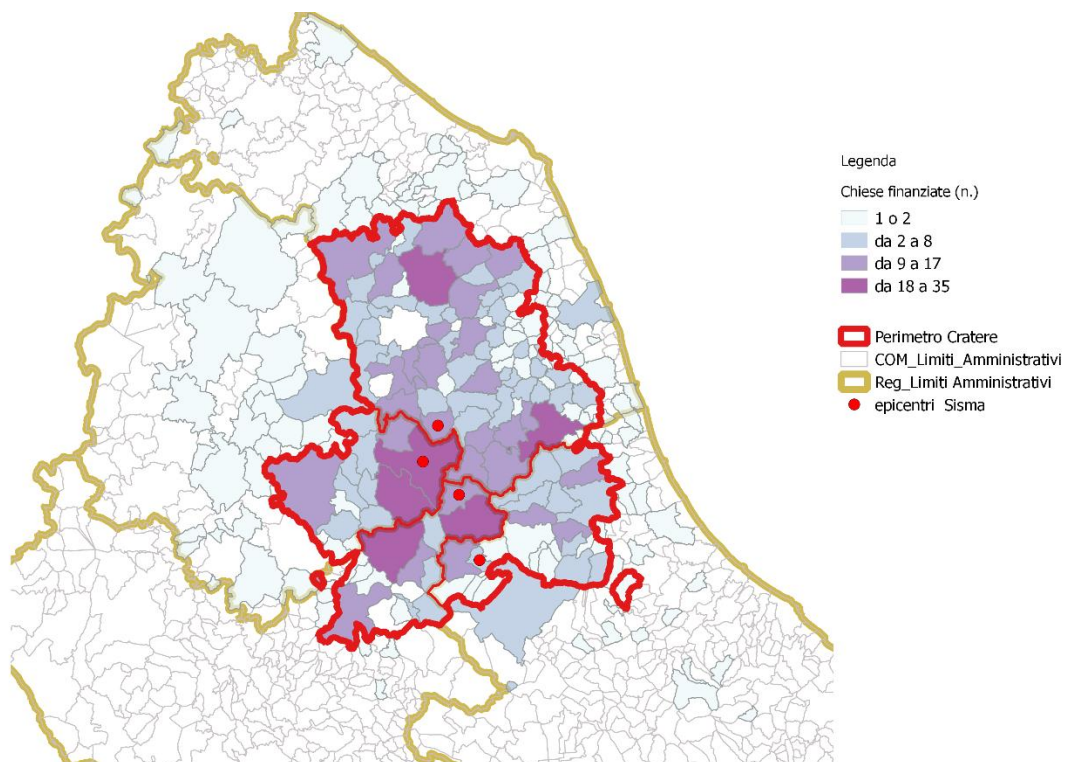 Legenda
Chiese finanziate (n.)
1 o 2
da 2 a 8
da 9 a 17
da 18 a 35
Perimetro Cratere
COM_Limiti_Amministrativi
Reg_Limiti Amministrativi
epicentri Sisma